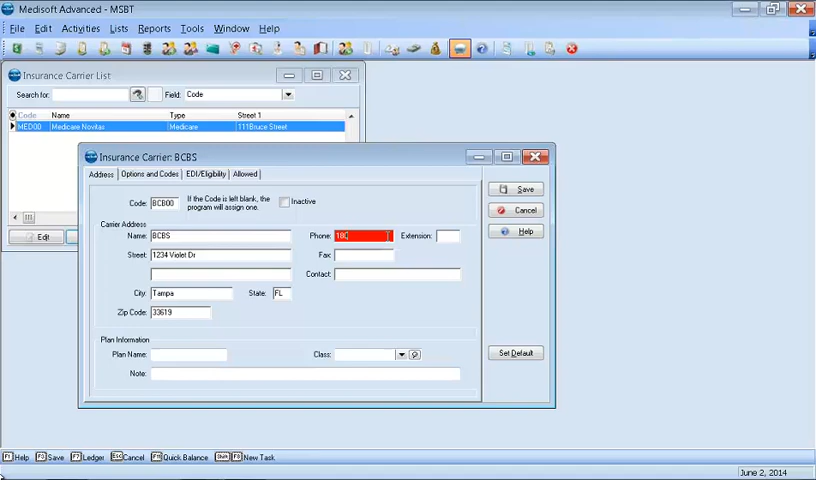 Medisoft Advanced - MSBT
File Edit Activities Lists Reports Tools Window Help
Insurance Carrier List
Search for: Field: Code
Code Name Type Street 1
MED00 Medicare Novitas Medicare 111Bruce Street
Edit
Insurance Carrier: BCBS
Address Options and Codes EDI/Eligibility Allowed
Code: BCB00 If the Code is left blank, the program will assign one. Inactive
Save
Cancel
Help
Carrier Address
Name: BCBS Phone: 180 Extension:
Street: 1234 Violet Dr Fax:
Contact:
City: Tampa State: FL
Zip Code: 33619
Plan Information
Plan Name: Class: Set Default
Note:
F1 Help F3 Save F7 Ledger ESC Cancel F11 Quick Balance Shift F9 New Task
June 2, 2014